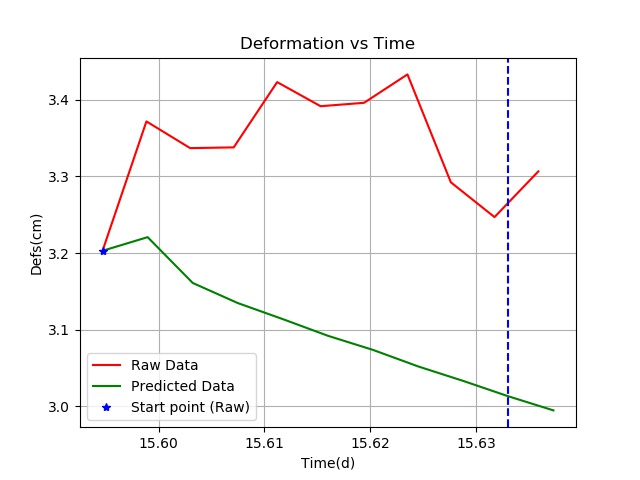 Deformation vs Time
3.4
3.3
3.2
3.1
3.0
Defs(cm)
Raw Data
Predicted Data
Start point (Raw)
15.60 15.61 15.62 15.63
Time(d)